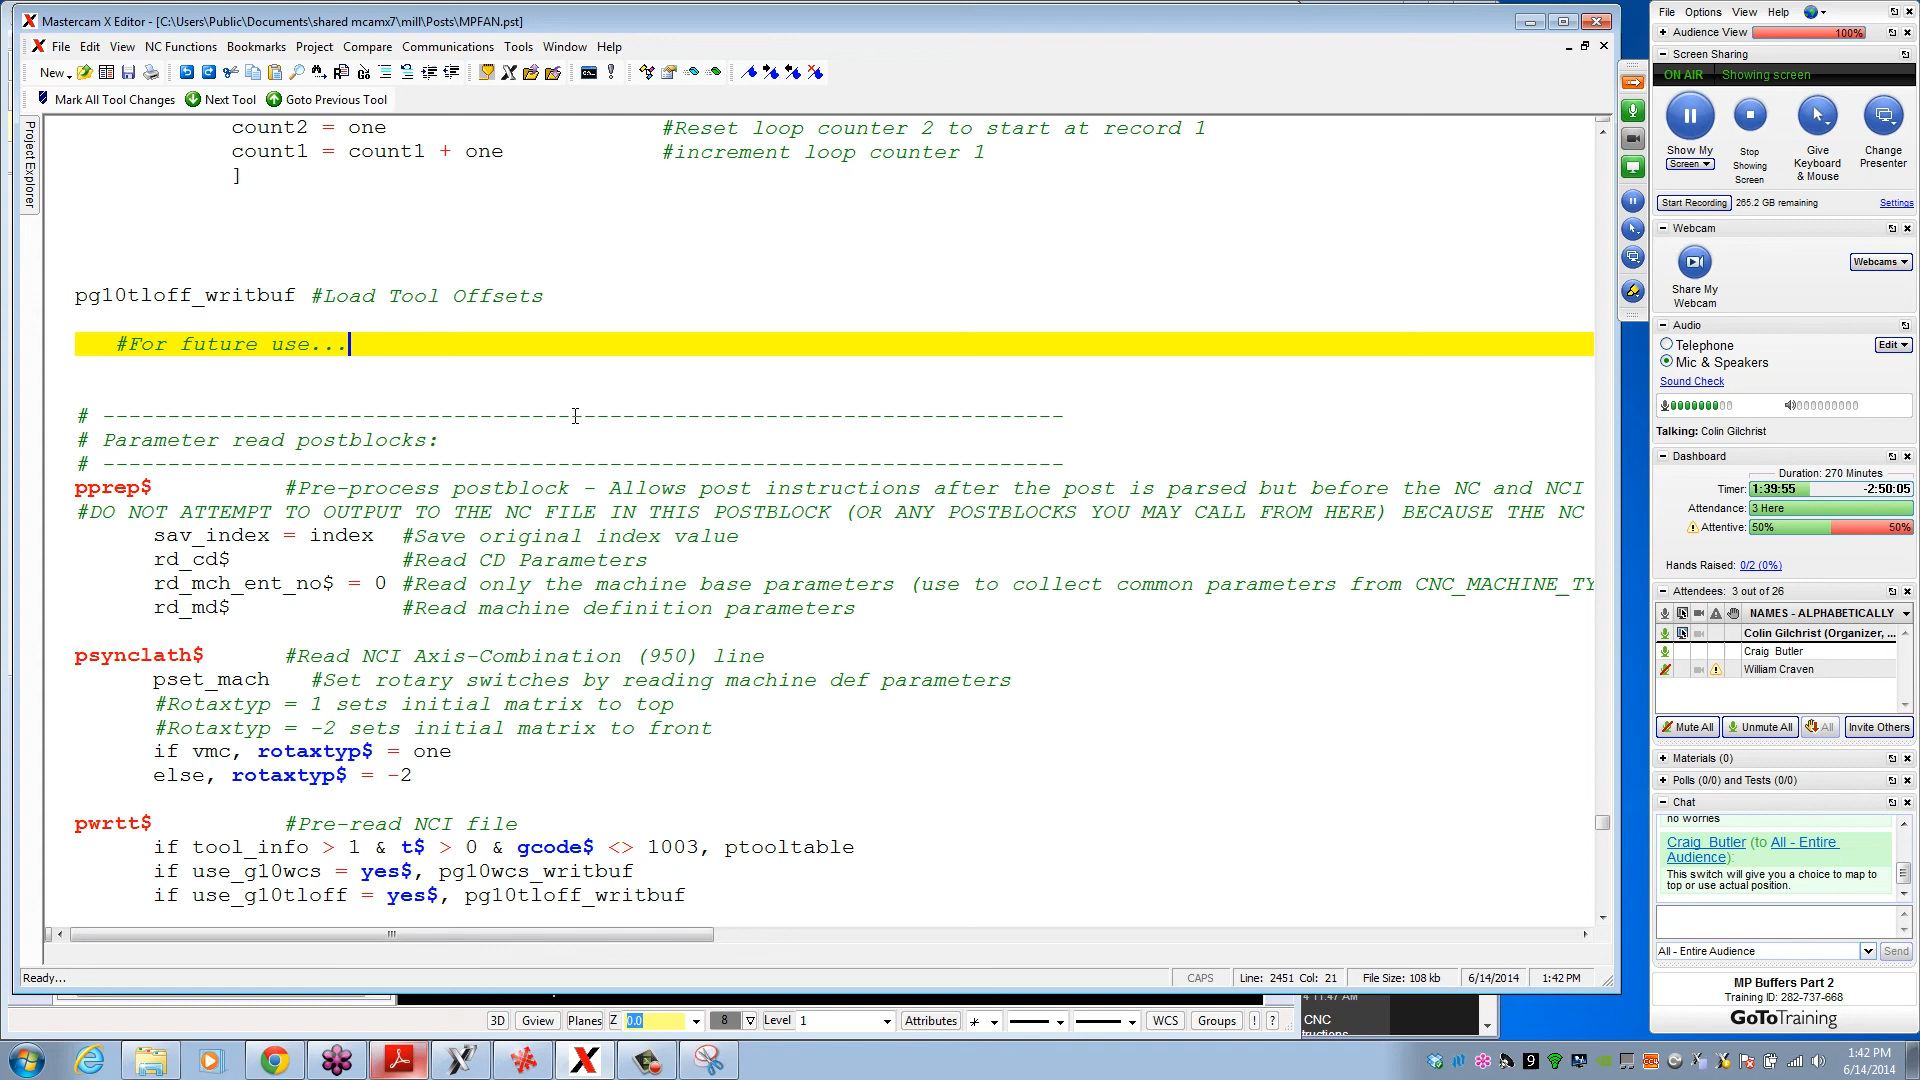 Mastercam X Editor - [C:\Users\Public\Documents\shared mcamx7\mill\Posts\MPFAN.pst]
File Edit View NC Functions Bookmarks Project Compare Communications Tools Window Help
New
Mark All Tool Changes Next Tool Goto Previous Tool
Project Explorer
count2 = one #Reset loop counter 2 to start at record 1
count1 = count1 + one #increment loop counter 1
]
pg10tloff_writbuf #Load Tool Offsets
#For future use...
# --------------------------------------------------------------------------
# Parameter read postblocks:
# --------------------------------------------------------------------------
pprep$ #Pre-process postblock - Allows post instructions after the post is parsed but before the NC and NCI
#DO NOT ATTEMPT TO OUTPUT TO THE NC FILE IN THIS POSTBLOCK (OR ANY POSTBLOCKS YOU MAY CALL FROM HERE) BECAUSE THE NC
sav_index = index #Save original index value
rd_cd$ #Read CD Parameters
rd_mch_ent_no$ = 0 #Read only the machine base parameters (use to collect common parameters from CNC_MACHINE_TY
rd_md$ #Read machine definition parameters
psynclath$ #Read NCI Axis-Combination (950) line
pset_mach #Set rotary switches by reading machine def parameters
#Rotaxtyp = 1 sets initial matrix to top
#Rotaxtyp = -2 sets initial matrix to front
if vmc, rotaxtyp$ = one
else, rotaxtyp$ = -2
pwrtt$ #Pre-read NCI file
if tool_info > 1 & t$ > 0 & gcode$ <> 1003, ptooltable
if use_g10wcs = yes$, pg10wcs_writbuf
if use_g10tloff = yes$, pg10tloff_writbuf
Ready... CAPS Line: 2451 Col: 21 File Size: 108 kb 6/14/2014 1:42 PM
4 11:47 AM
CNC
3D Gview Planes Z 0.0 8 Level 1 Attributes WCS Groups ! ?
File Options View Help
Audience View 100%
Screen Sharing
ON AIR Showing screen
Show My
Screen
Stop
Showing
Screen
Give
Keyboard
& Mouse
Change
Presenter
Start Recording 265.2 GB remaining Settings
Webcam
Webcams
Share My
Webcam
Audio
Telephone Edit
Mic & Speakers
Sound Check
Talking: Colin Gilchrist
Dashboard
Duration: 270 Minutes
Timer: 1:39:55 -2:50:05
Attendance: 3 Here
Attentive: 50% 50%
Hands Raised: 0/2 (0%)
Attendees: 3 out of 26
NAMES - ALPHABETICALLY
Colin Gilchrist (Organizer, ...
Craig Butler
William Craven
Mute All Unmute All All Invite Others
Materials (0)
Polls (0/0) and Tests (0/0)
Chat
no worries
Craig Butler (to All - Entire
Audience):
This switch will give you a choice to map to
top or use actual position.
All - Entire Audience Send
MP Buffers Part 2
Training ID: 282-737-668
GoToTraining
9
1:42 PM
6/14/2014